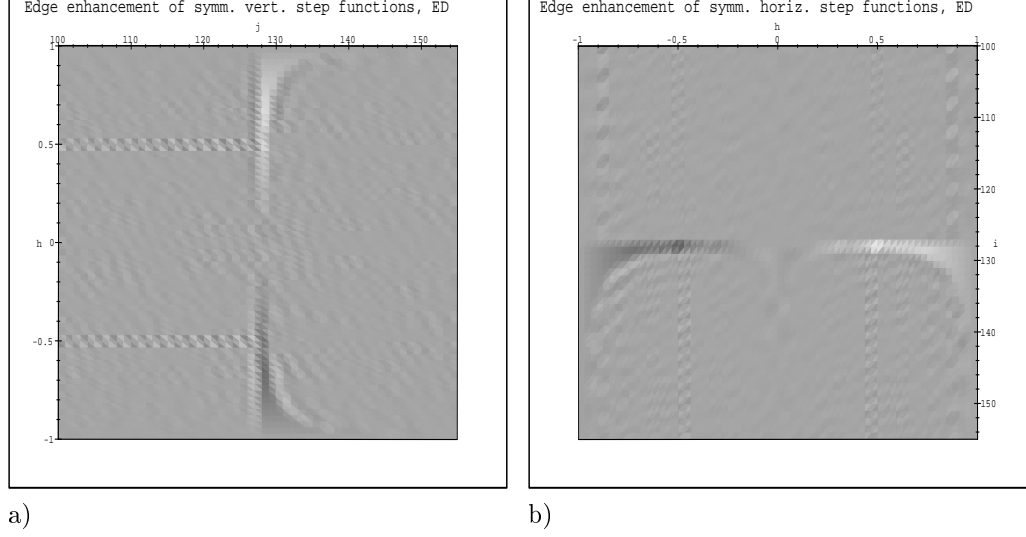 Edge enhancement of symm. vert. step functions, ED
j
100 110 120 130 140 150
1
0.5
h 0
-0.5
-1
a)
Edge enhancement of symm. horiz. step functions, ED
h
-1 -0.5 0 0.5 1
100
110
120
i
130
140
150
b)